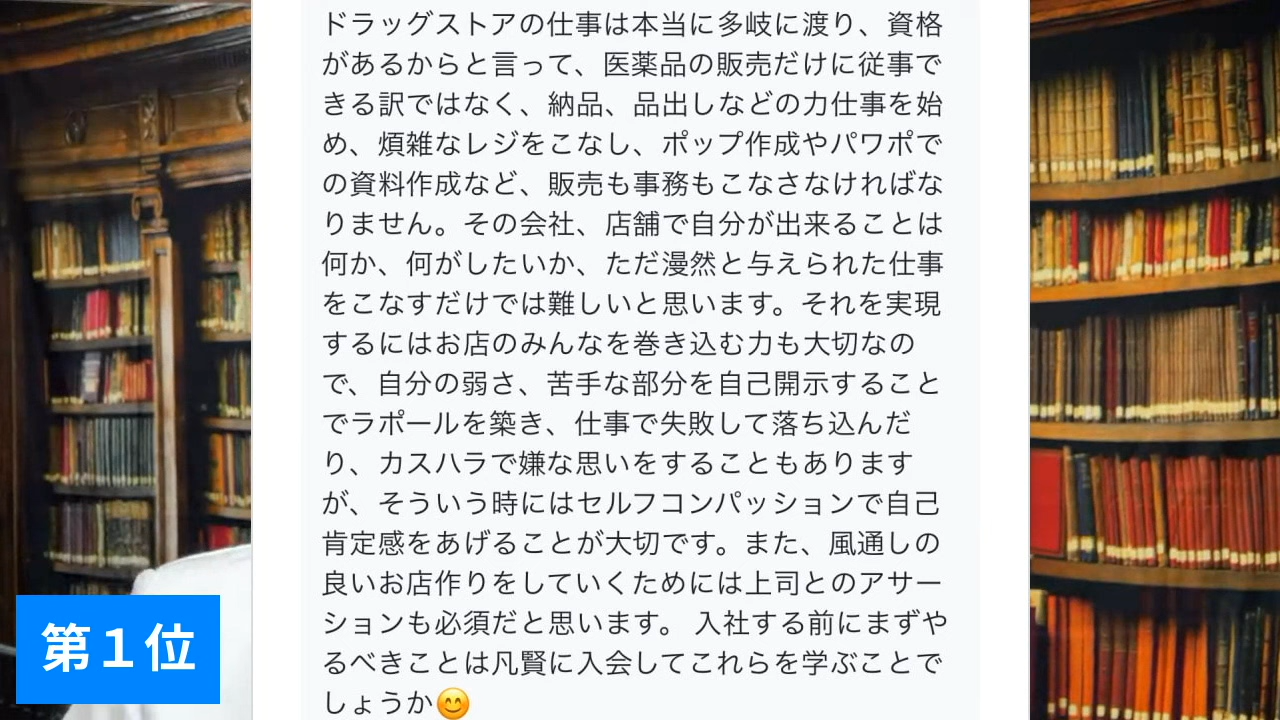 ドラッグストアの仕事は本当に多岐に渡り、資格
があるからと言って、医薬品の販売だけに従事で
きる訳ではなく、納品、品出しなどの力仕事を始
め、煩雑なレジをこなし、ポップ作成やパワポで
の資料作成など、販売も事務もこなさなければな
りません。その会社、店舗で自分が出来ることは
何か、何がしたいか、ただ漫然と与えられた仕事
をこなすだけでは難しいと思います。それを実現
するにはお店のみんなを巻き込む力も大切なの
で、自分の弱さ、苦手な部分を自己開示すること
でラポールを築き、仕事で失敗して落ち込んだ
り、カスハラで嫌な思いをすることもあります
が、そういう時にはセルフコンパッションで自己
肯定感をあげることが大切です。また、風通しの
良いお店作りをしていくためには上司とのアサー
ションも必須だと思います。 入社する前にまずや
るべきことは凡賢に入会してこれらを学ぶことで
しょうか😊
第１位